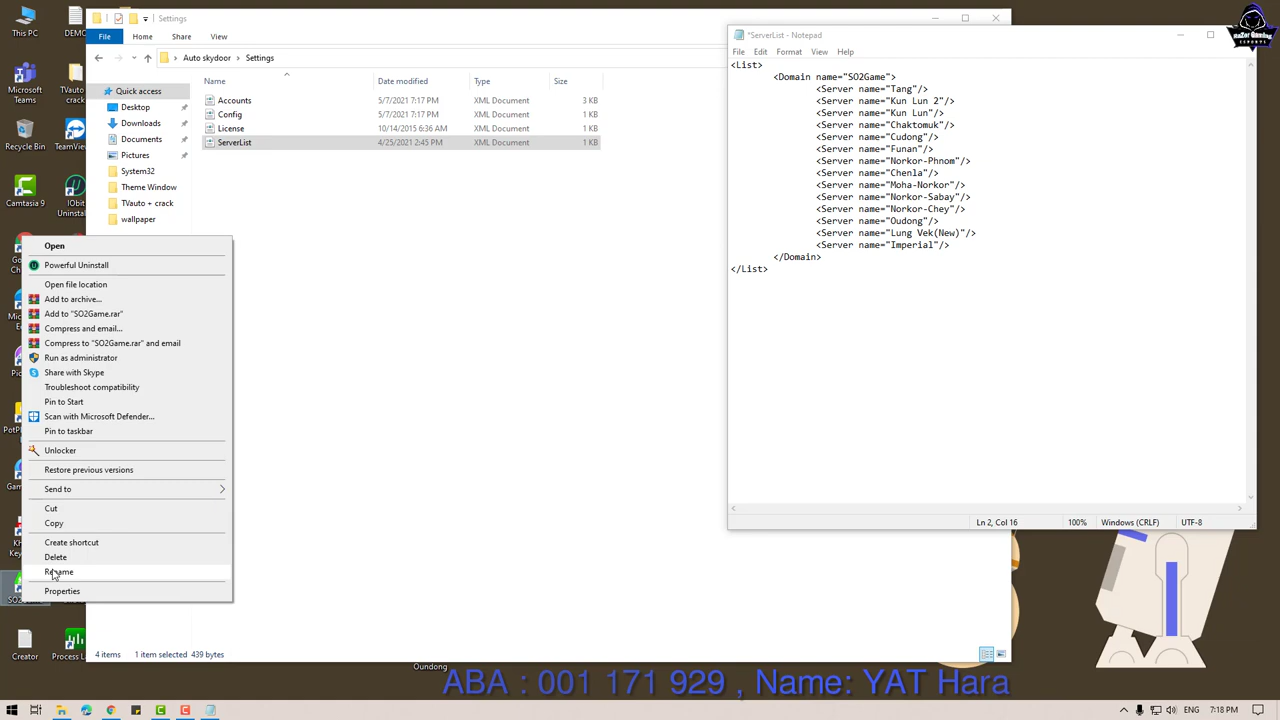 Settings
File
Home
Share
View
Auto skydoor
Settings
Name
Date modified
Type
Size
Quick access
Desktop
Downloads
Documents
Pictures
System32
Theme Window
TVauto + crack
wallpaper
Accounts
5/7/2021 7:17 PM
XML Document
3 KB
Config
5/7/2021 7:17 PM
XML Document
1 KB
License
10/14/2015 6:36 AM
XML Document
1 KB
ServerList
4/25/2021 2:45 PM
XML Document
1 KB
This PC
Microsoft
Teams
Recycle Bin
Camtasia 9
Uninstall
Creator
Process L
Open
Powerful Uninstall
Open file location
Add to archive...
Add to "SO2Game.rar"
Compress and email...
Compress to "SO2Game.rar" and email
Run as administrator
Share with Skype
Troubleshoot compatibility
Pin to Start
Scan with Microsoft Defender...
Pin to taskbar
Unlocker
Restore previous versions
Send to
Cut
Copy
Create shortcut
Delete
Rename
Properties
4 items
1 item selected 439 bytes
*ServerList - Notepad
File
Edit
Format
View
Help
<List>
<Domain name="SO2Game">
<Server name="Tang"/>
<Server name="Kun Lun 2"/>
<Server name="Kun Lun"/>
<Server name="Chaktomuk"/>
<Server name="Cudong"/>
<Server name="Funan"/>
<Server name="Norkor-Phnom"/>
<Server name="Chenla"/>
<Server name="Moha-Norkor"/>
<Server name="Norkor-Sabay"/>
<Server name="Norkor-Chey"/>
<Server name="Oudong"/>
<Server name="Lung Vek(New)"/>
<Server name="Imperial"/>
</Domain>
</List>
Ln 2, Col 16
100%
Windows (CRLF)
UTF-8
Oundong
ABA : 001 171 929 , Name: YAT Hara
ENG
7:18 PM